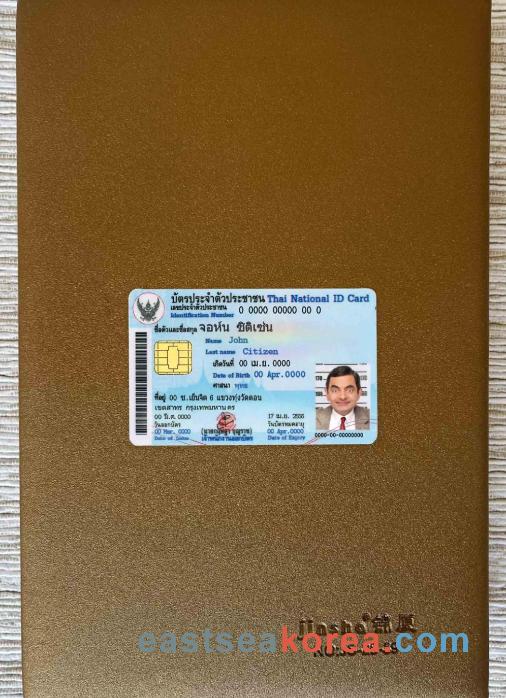 บัตรประจำตัวประชาชน Thai National ID Card
เลขประจำตัวประชาชน
Identification Number 0 0000 00000 00 0
ชื่อตัวและชื่อสกุล จอห์น ซิติเซ่น
Name John
Last name Citizen
เกิดวันที่ 00 เม.ย. 0000
Date of Birth 00 Apr. 0000
ศาสนา พุทธ
ที่อยู่ 00 ซ.เย็นจิต 6 แขวงทุ่งวัดดอน
เขตสาทร กรุงเทพมหานคร
00 มี.ค. 0000
วันออกบัตร
00 Mar. 0000
Date of Issue
เจ้าพนักงานออกบัตร
17 เม.ย. 2556
วันบัตรหมดอายุ
00 Apr. 0000
Date of Expiry
0000-00-00000000
jinshe
eastseakorea.com